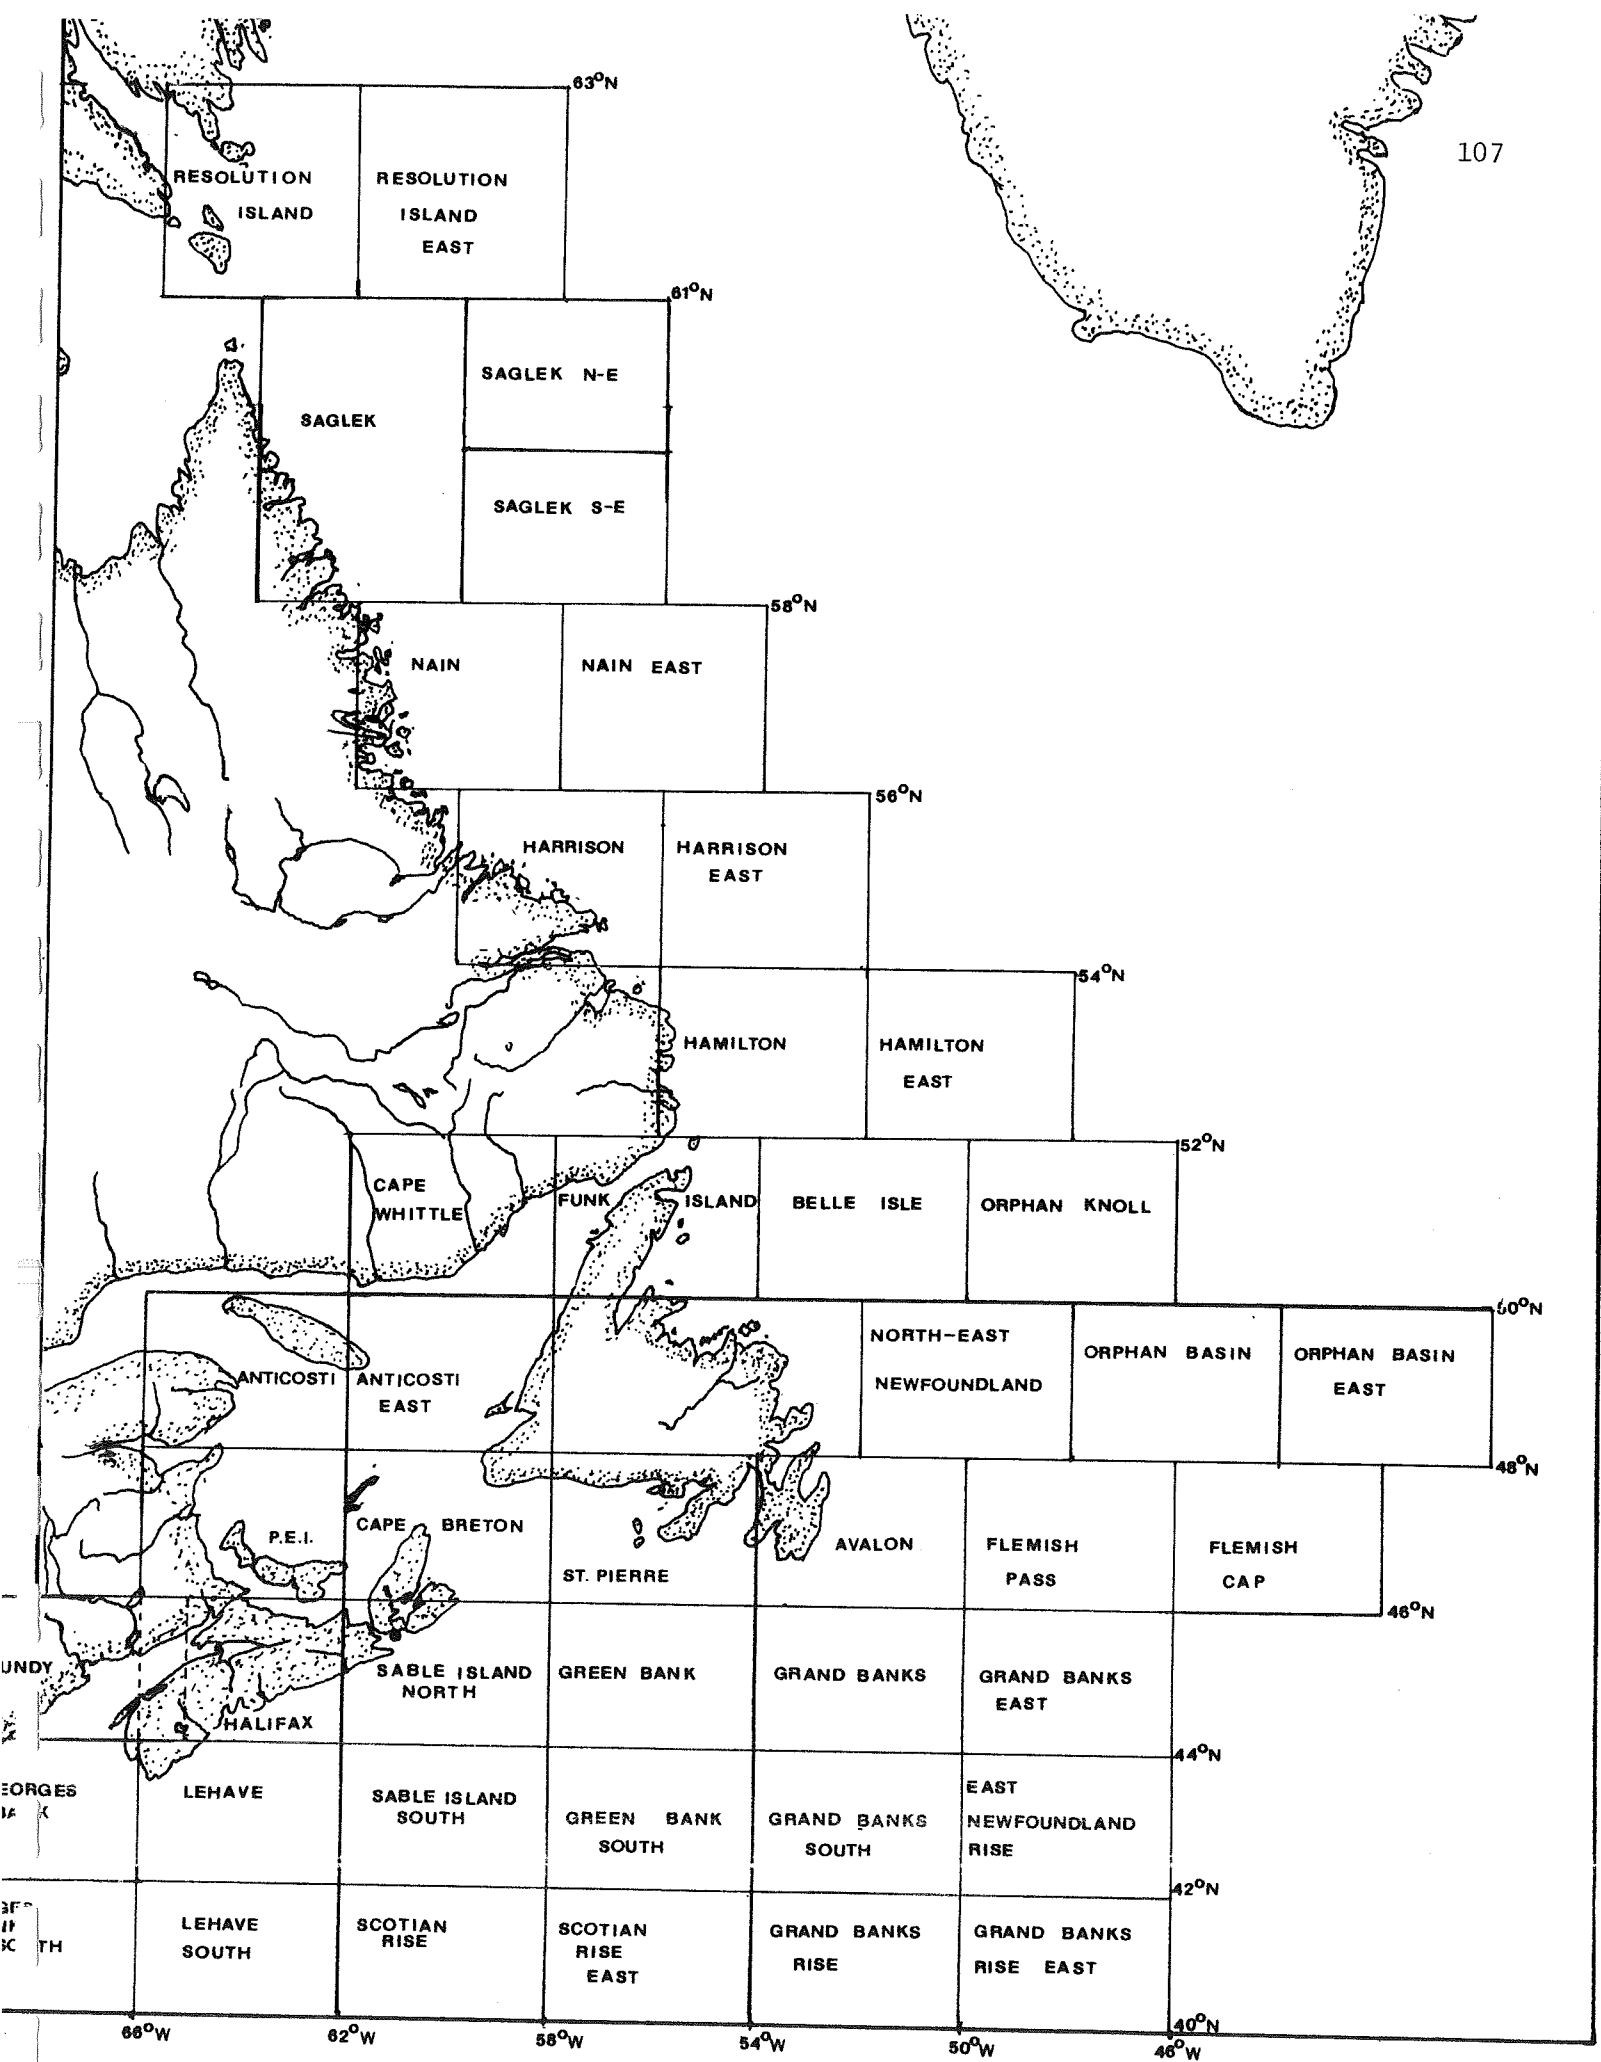 63°N
107
RESOLUTION
ISLAND
RESOLUTION
ISLAND
EAST
61°N
SAGLEK
SAGLEK N-E
SAGLEK S-E
58°N
NAIN
NAIN EAST
56°N
HARRISON
HARRISON
EAST
54°N
HAMILTON
HAMILTON
EAST
52°N
CAPE
WHITTLE
FUNK ISLAND
BELLE ISLE
ORPHAN KNOLL
50°N
ANTICOSTI
ANTICOSTI
EAST
NORTH-EAST
NEWFOUNDLAND
ORPHAN BASIN
ORPHAN BASIN
EAST
48°N
P.E.I.
CAPE BRETON
ST. PIERRE
AVALON
FLEMISH
PASS
FLEMISH
CAP
46°N
UNDY
HALIFAX
SABLE ISLAND
NORTH
GREEN BANK
GRAND BANKS
GRAND BANKS
EAST
44°N
EORGES
LEHAVE
SABLE ISLAND
SOUTH
GREEN BANK
SOUTH
GRAND BANKS
SOUTH
EAST
NEWFOUNDLAND
RISE
42°N
TH
LEHAVE
SOUTH
SCOTIAN
RISE
SCOTIAN
RISE
EAST
GRAND BANKS
RISE
GRAND BANKS
RISE EAST
40°N
66°W
62°W
58°W
54°W
50°W
46°W